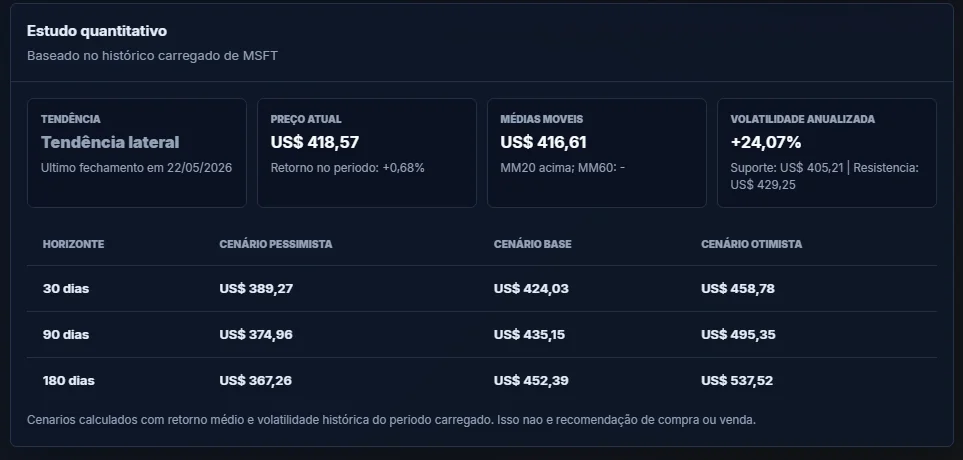 Estudo quantitativo
Baseado no histórico carregado de MSFT
TENDÊNCIA
Tendência lateral
Ultimo fechamento em 22/05/2026
PREÇO ATUAL
US$ 418,57
Retorno no periodo: +0,68%
MÉDIAS MOVEIS
US$ 416,61
MM20 acima; MM60: -
VOLATILIDADE ANUALIZADA
+24,07%
Suporte: US$ 405,21 | Resistencia:
US$ 429,25
HORIZONTE CENÁRIO PESSIMISTA CENÁRIO BASE CENÁRIO OTIMISTA
30 dias US$ 389,27 US$ 424,03 US$ 458,78
90 dias US$ 374,96 US$ 435,15 US$ 495,35
180 dias US$ 367,26 US$ 452,39 US$ 537,52
Cenarios calculados com retorno médio e volatilidade histórica do periodo carregado. Isso nao e recomendação de compra ou venda.